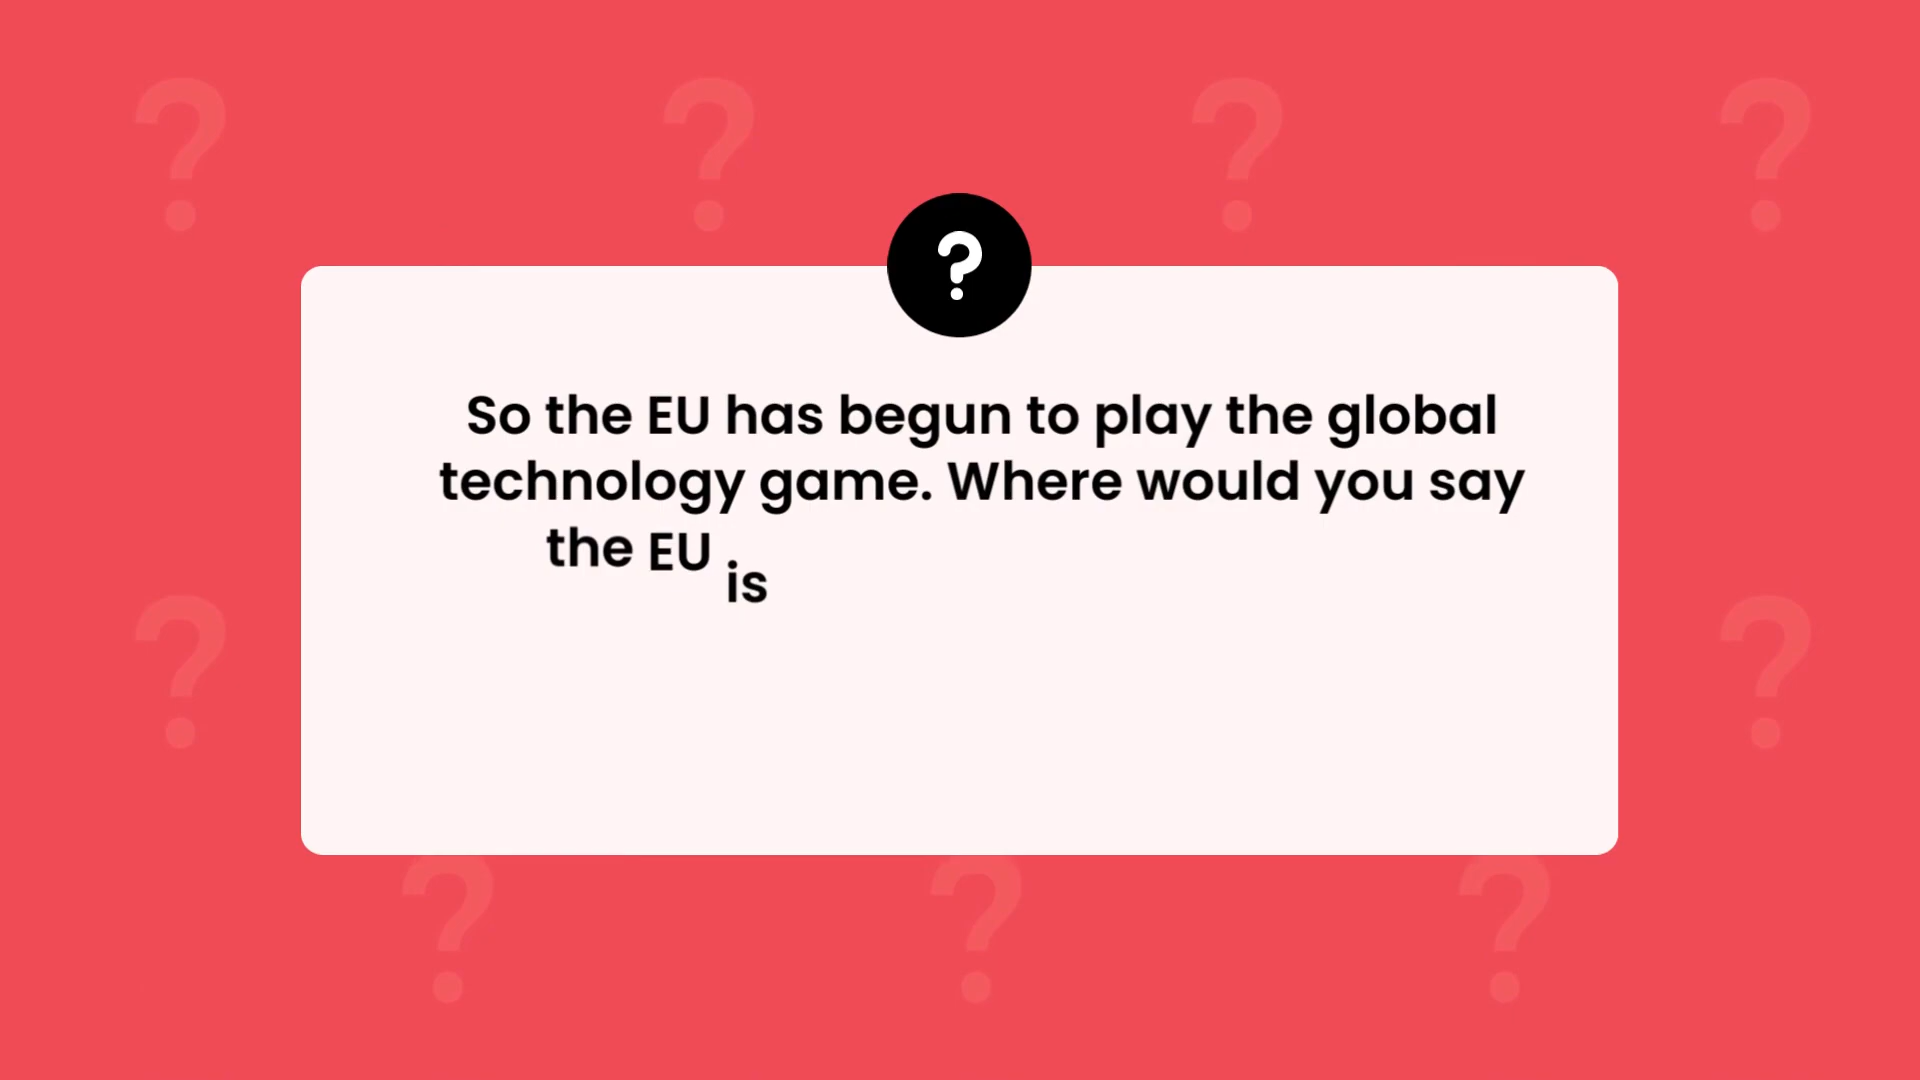 So the EU has begun to play the global
technology game. Where would you say
the EU is